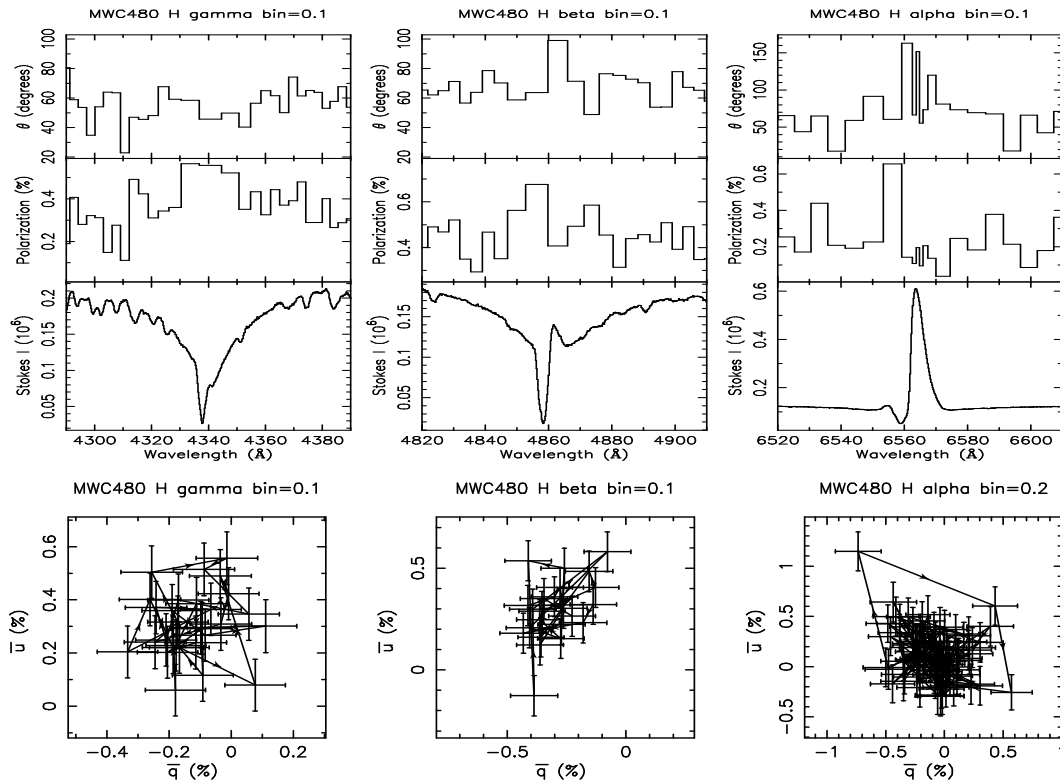 MWC480 H gamma bin=0.1
MWC480 H beta bin=0.1
MWC480 H alpha bin=0.1
θ (degrees)
20 40 60 80 100
θ (degrees)
20 40 60 80 100
θ (degrees)
0 50 100 150
Polarization (%)
0.2 0.4
Polarization (%)
0.4 0.6
Polarization (%)
0.2 0.4 0.6
Stokes I (10⁶)
0.05 0.1 0.15 0.2
Stokes I (10⁶)
0.05 0.1 0.15
Stokes I (10⁶)
0.2 0.4 0.6
4300 4320 4340 4360 4380
4820 4840 4860 4880 4900
6520 6540 6560 6580 6600
Wavelength (Å)
Wavelength (Å)
Wavelength (Å)
MWC480 H gamma bin=0.1
MWC480 H beta bin=0.1
MWC480 H alpha bin=0.2
u̅ (%)
0 0.2 0.4 0.6
u̅ (%)
0 0.5
u̅ (%)
−0.5 0 0.5 1
−0.4 −0.2 0 0.2
−0.5 0
−1 −0.5 0 0.5 1
q̅ (%)
q̅ (%)
q̅ (%)